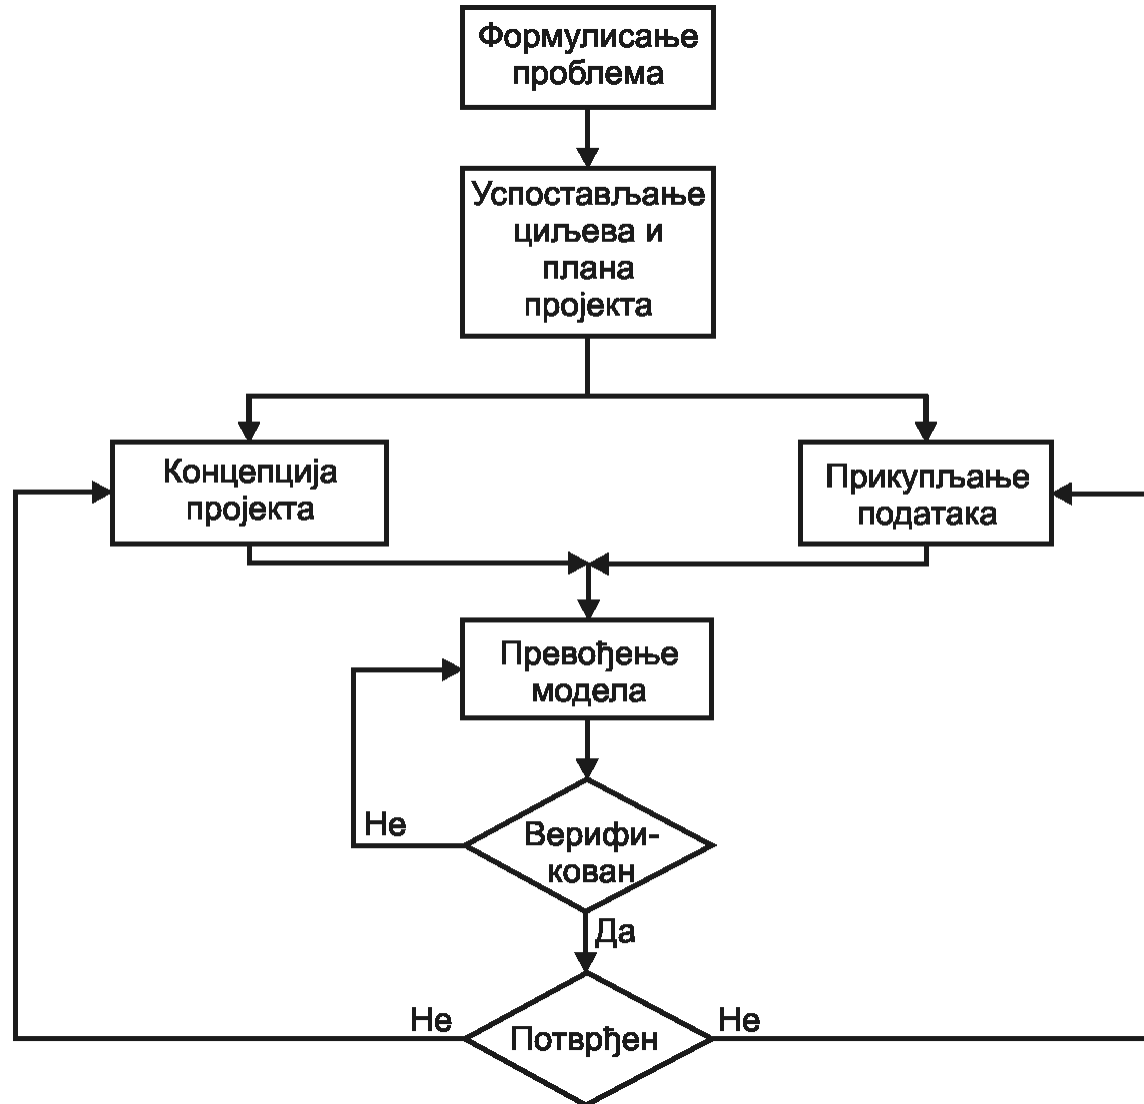 Формулисање
проблема
Успостављање
циљева и
плана
пројекта
Концепција
пројекта
Прикупљање
података
Превођење
модела
Не
Верифи-
кован
Да
Не
Потврђен
Не